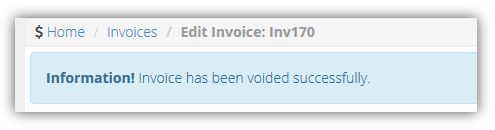 $ Home / Invoices / Edit Invoice: Inv170
Information! Invoice has been voided successfully.